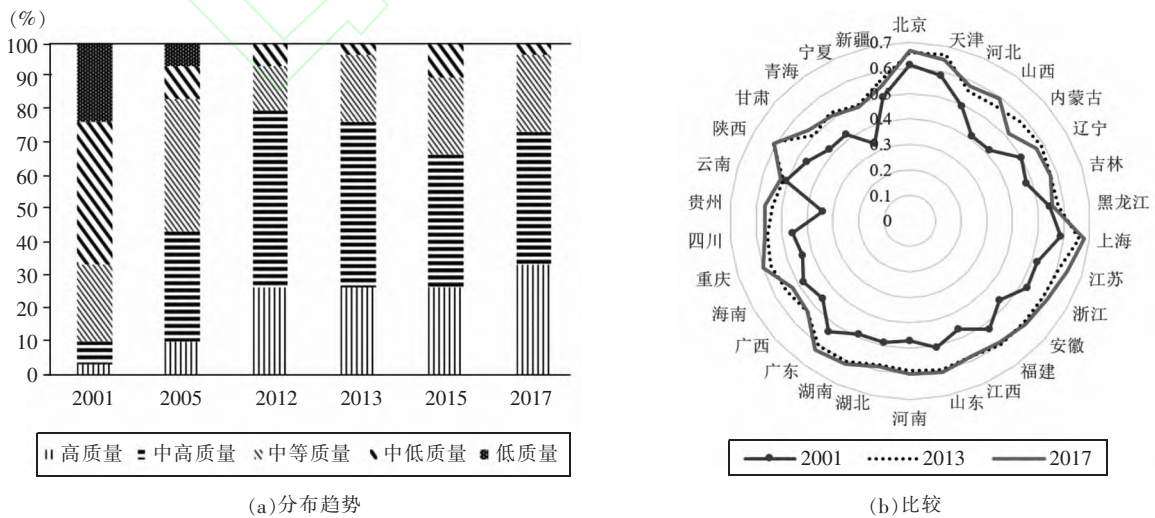 (%)
100
90
80
70
60
50
40
30
20
10
0
2001 2005 2012 2013 2015 2017
高质量 中高质量 中等质量 中低质量 低质量
(a)分布趋势
北京
天津
河北
山西
内蒙古
辽宁
吉林
黑龙江
上海
江苏
浙江
安徽
福建
江西
山东
河南
湖北
湖南
广东
广西
海南
重庆
四川
贵州
云南
陕西
甘肃
青海
宁夏
新疆
0.7
0.6
0.5
0.4
0.3
0.2
0.1
0
2001 2013 2017
(b)比较